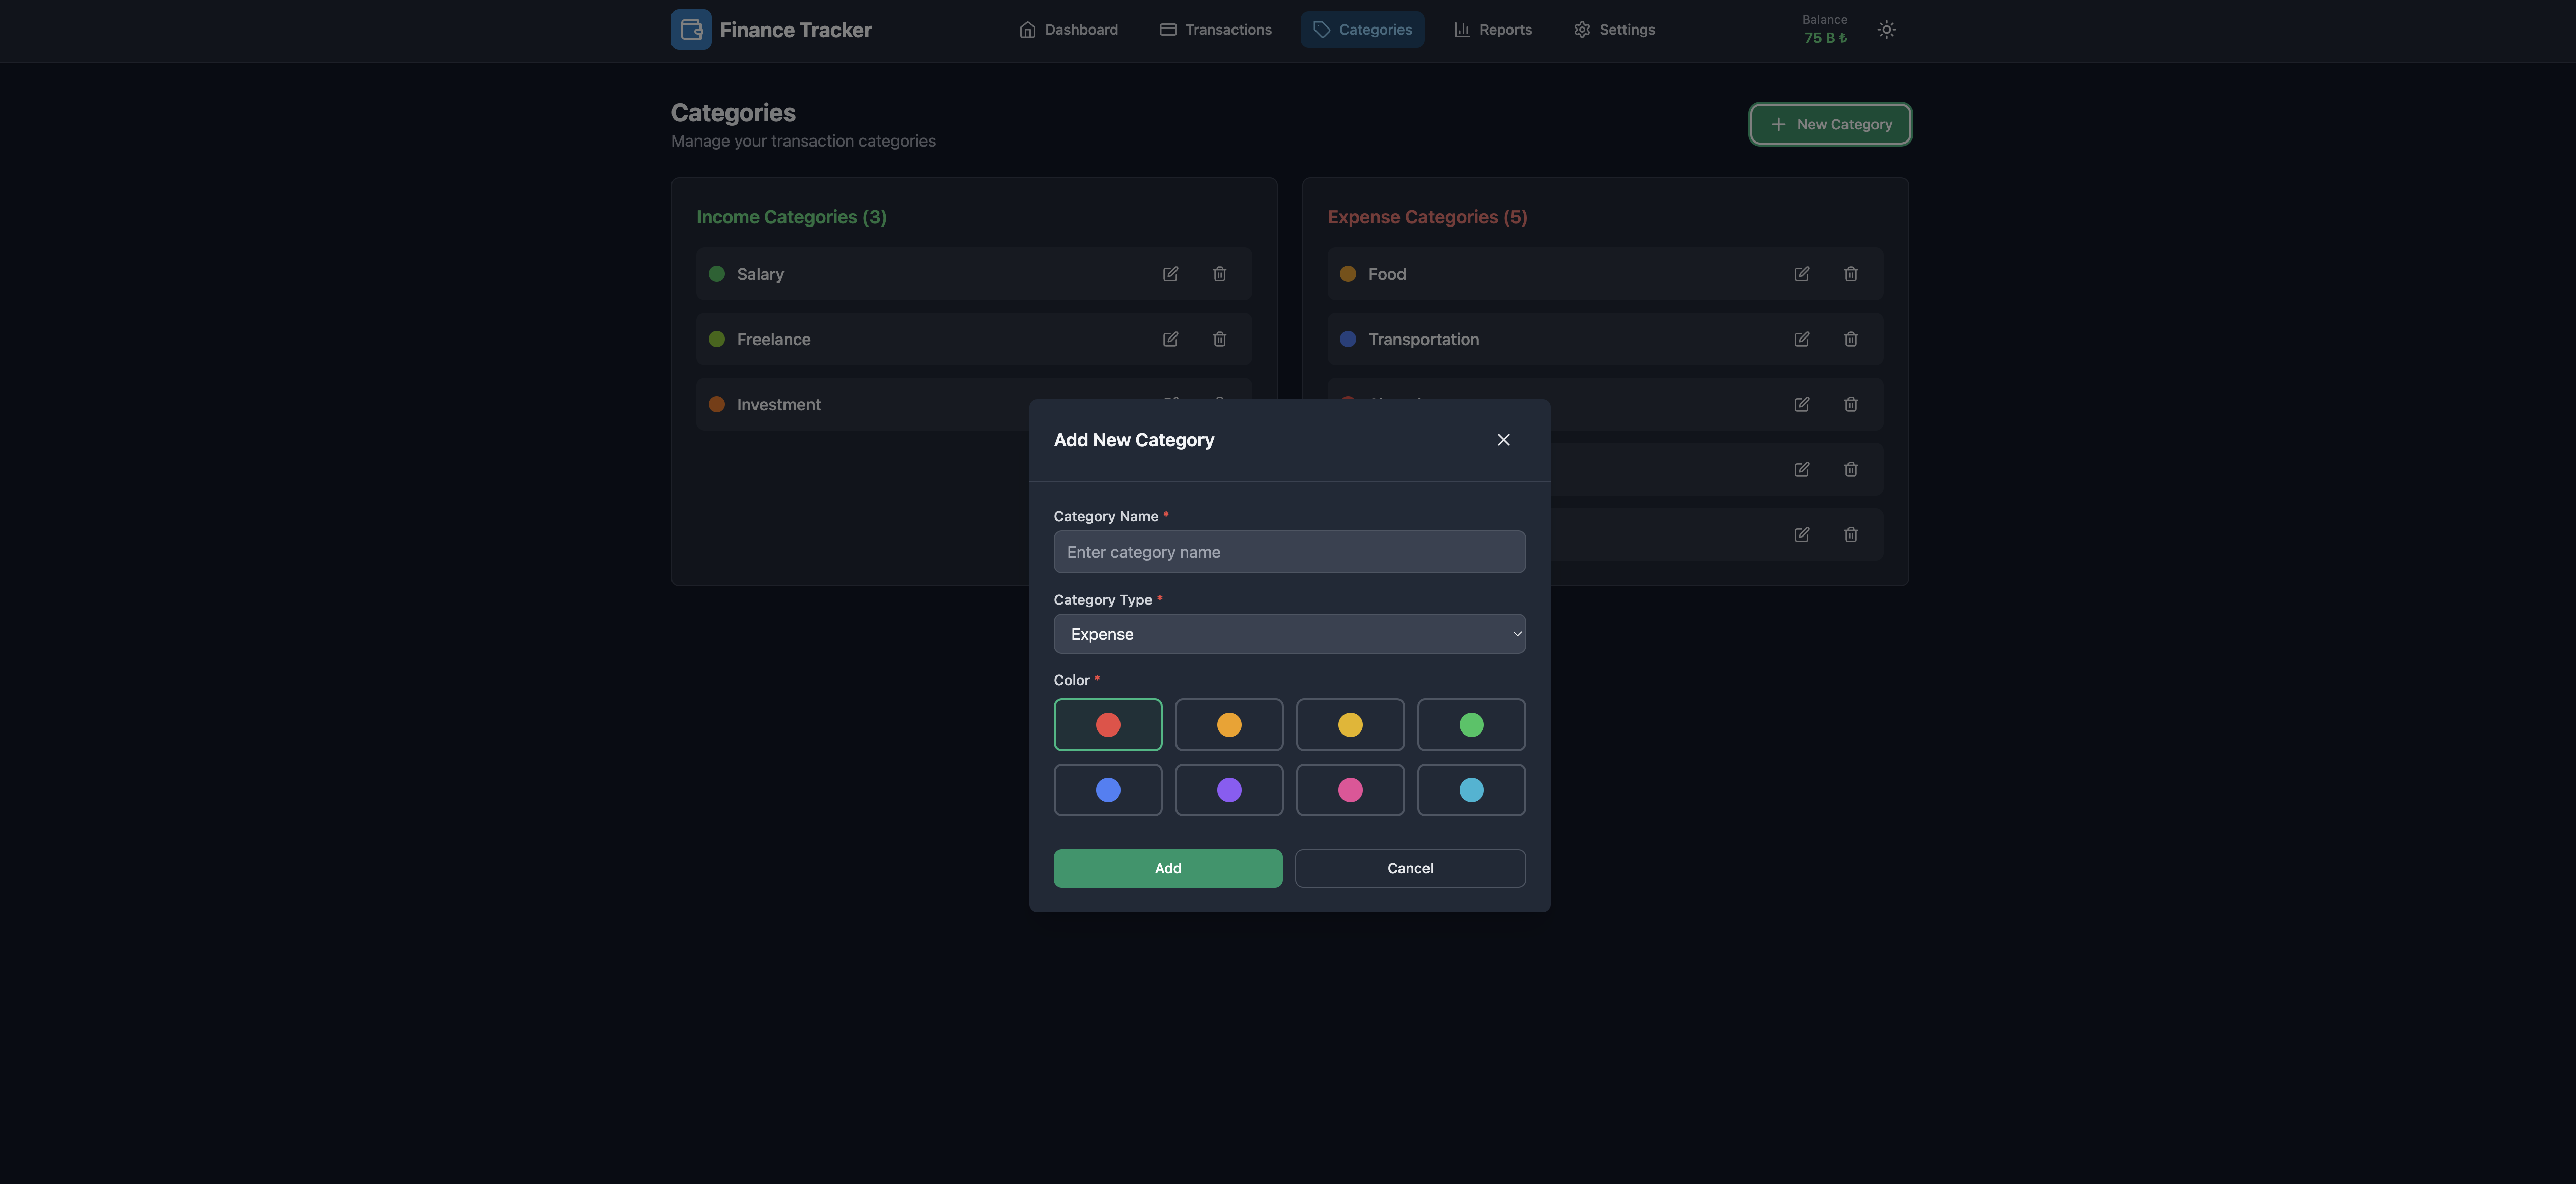 Finance Tracker
Dashboard
Transactions
Categories
Reports
Settings
Balance
75 B ₺
Categories
Manage your transaction categories
New Category
Income Categories (3)
Salary
Freelance
Investment
Expense Categories (5)
Food
Transportation
Add New Category
Category Name *
Enter category name
Category Type *
Expense
Color *
Add
Cancel